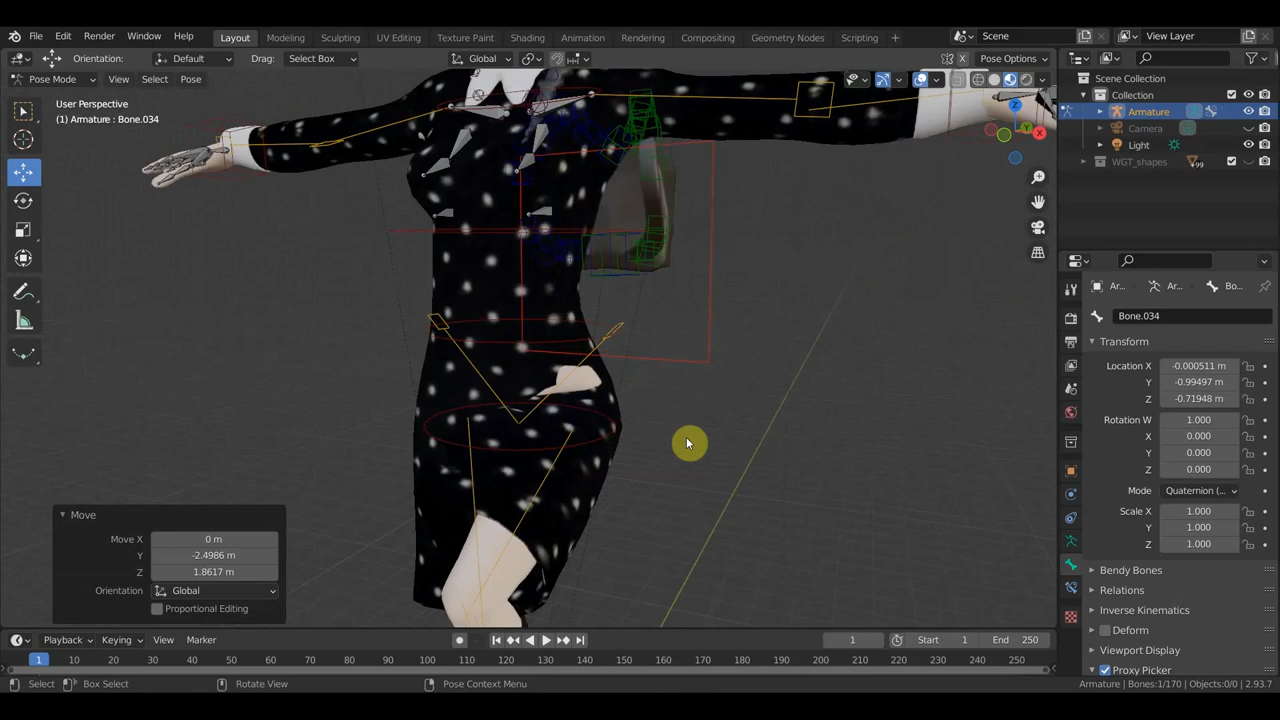 File Edit Render Window Help Layout Modeling Sculpting UV Editing Texture Paint Shading Animation Rendering Compositing Geometry Nodes Scripting + Scene View Layer
Orientation: Default Drag: Select Box Global
Pose Mode View Select Pose X Pose Options
User Perspective
(1) Armature : Bone.034
Scene Collection
Collection
Armature
Camera
Light
WGT_shapes 99
Z
Y
X
Ar... Ar... Bo...
Bone.034
Transform
Location X -0.000511 m
Y -0.99497 m
Z -0.71948 m
Rotation W 1.000
X 0.000
Y 0.000
Z 0.000
Mode Quaternion (...
Scale X 1.000
Y 1.000
Z 1.000
Bendy Bones
Relations
Inverse Kinematics
Deform
Viewport Display
Proxy Picker
Move
Move X 0 m
Y -2.4986 m
Z 1.8617 m
Orientation Global
Proportional Editing
Playback Keying View Marker 1 Start 1 End 250
1 10 20 30 40 50 60 70 80 90 100 110 120 130 140 150 160 170 180 190 200 210 220 230 240 250
Select Box Select Rotate View Pose Context Menu Armature | Bones:1/170 | Objects:0/0 | 2.93.7